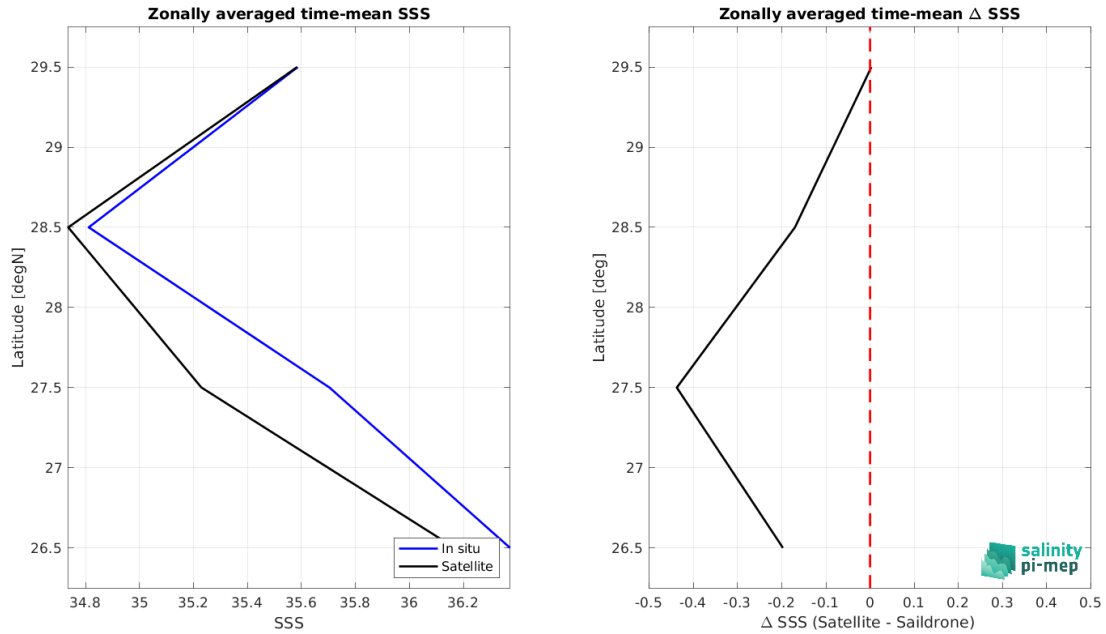 Zonally averaged time-mean SSS
29.5
29
28.5
28
27.5
27
26.5
Latitude [degN]
34.8 35 35.2 35.4 35.6 35.8 36 36.2
SSS
In situ
Satellite
Zonally averaged time-mean Δ SSS
29.5
29
28.5
28
27.5
27
26.5
Latitude [deg]
-0.5 -0.4 -0.3 -0.2 -0.1 0 0.1 0.2 0.3 0.4 0.5
Δ SSS (Satellite - Saildrone)
salinity
pi-mep